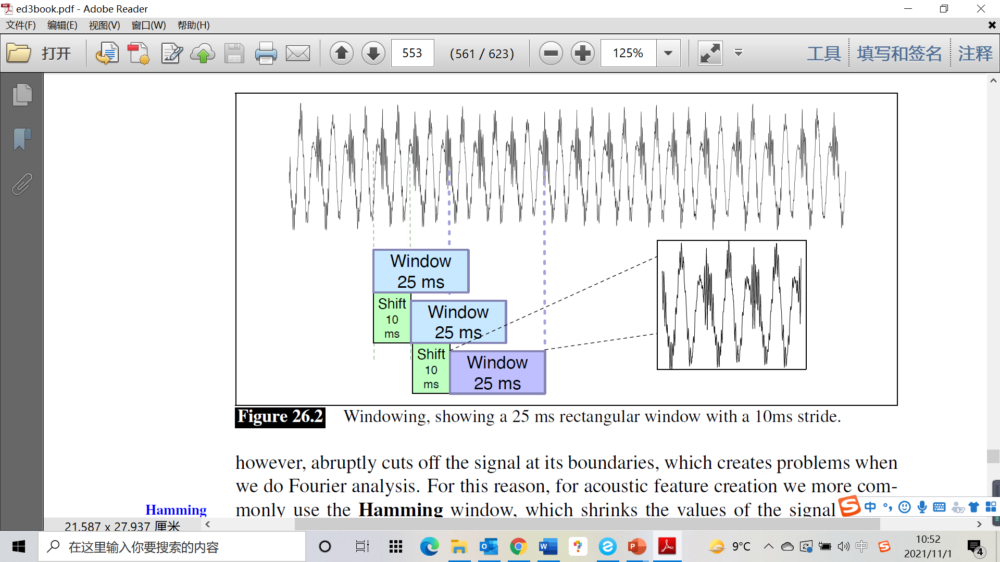 ed3book.pdf - Adobe Reader
文件(F) 编辑(E) 视图(V) 窗口(W) 帮助(H)
打开 553 (561 / 623) 125% 工具 填写和签名 注释
Window
25 ms
Shift
10
ms
Window
25 ms
Shift
10
ms
Window
25 ms
Figure 26.2 Windowing, showing a 25 ms rectangular window with a 10ms stride.
however, abruptly cuts off the signal at its boundaries, which creates problems when
we do Fourier analysis. For this reason, for acoustic feature creation we more com-
Hamming monly use the Hamming window, which shrinks the values of the signal
中
21.587 x 27.937 厘米
在这里输入你要搜索的内容
9°C 中 10:52
2021/11/1
4